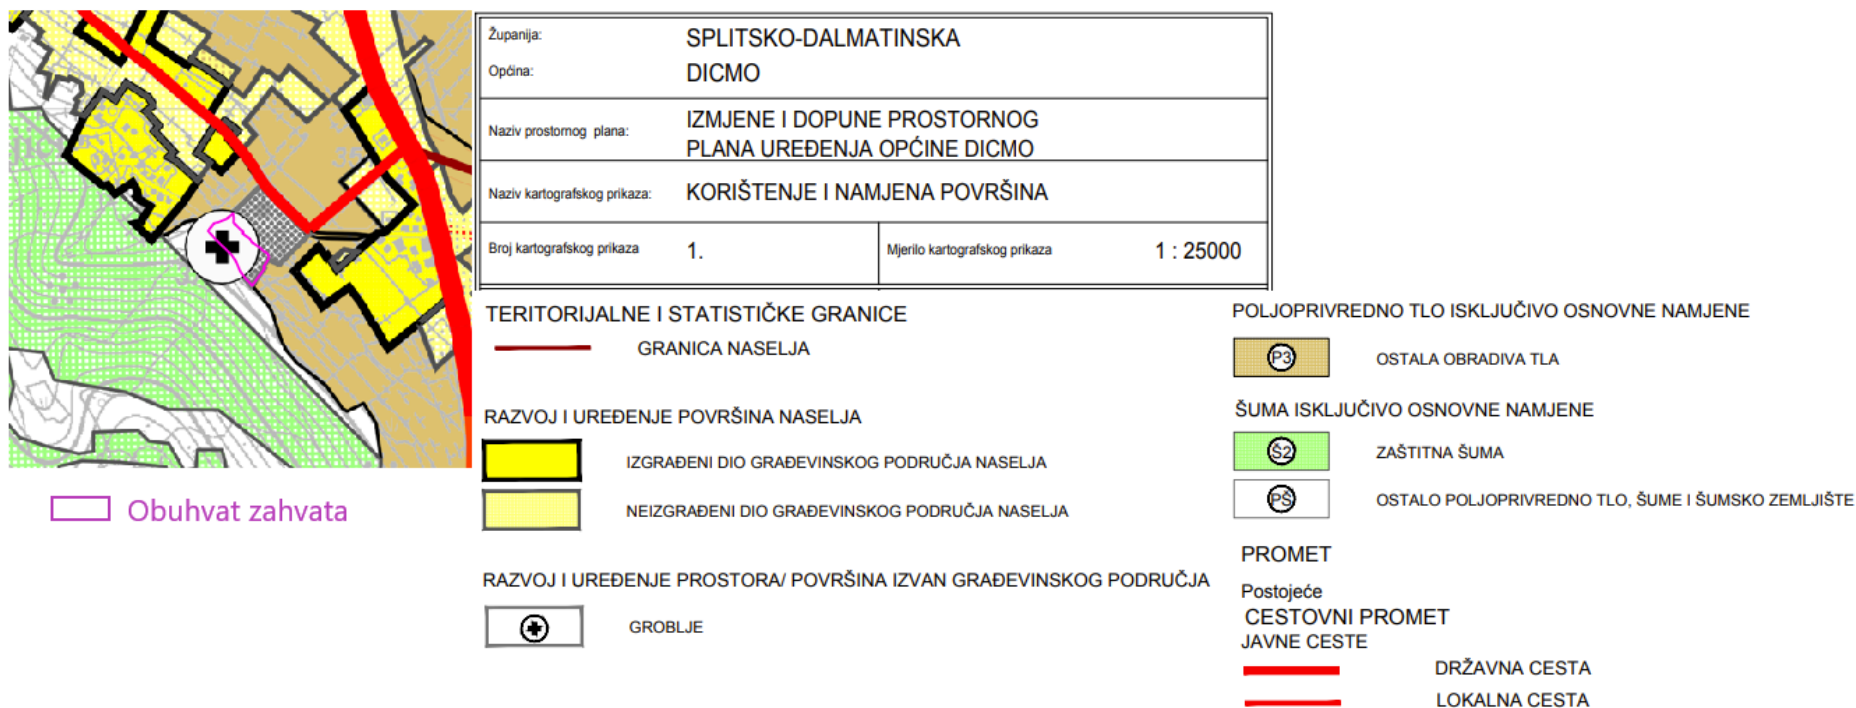 Županija:
SPLITSKO-DALMATINSKA
Općina:
DICMO
Naziv prostornog plana:
IZMJENE I DOPUNE PROSTORNOG
PLANA UREĐENJA OPĆINE DICMO
Naziv kartografskog prikaza:
KORIŠTENJE I NAMJENA POVRŠINA
Broj kartografskog prikaza
1.
Mjerilo kartografskog prikaza
1 : 25000
TERITORIJALNE I STATISTIČKE GRANICE
GRANICA NASELJA
RAZVOJ I UREĐENJE POVRŠINA NASELJA
IZGRAĐENI DIO GRAĐEVINSKOG PODRUČJA NASELJA
NEIZGRAĐENI DIO GRAĐEVINSKOG PODRUČJA NASELJA
RAZVOJ I UREĐENJE PROSTORA/ POVRŠINA IZVAN GRAĐEVINSKOG PODRUČJA
GROBLJE
Obuhvat zahvata
POLJOPRIVREDNO TLO ISKLJUČIVO OSNOVNE NAMJENE
P3
OSTALA OBRADIVA TLA
ŠUMA ISKLJUČIVO OSNOVNE NAMJENE
Š2
ZAŠTITNA ŠUMA
PŠ
OSTALO POLJOPRIVREDNO TLO, ŠUME I ŠUMSKO ZEMLJIŠTE
PROMET
Postojeće
CESTOVNI PROMET
JAVNE CESTE
DRŽAVNA CESTA
LOKALNA CESTA